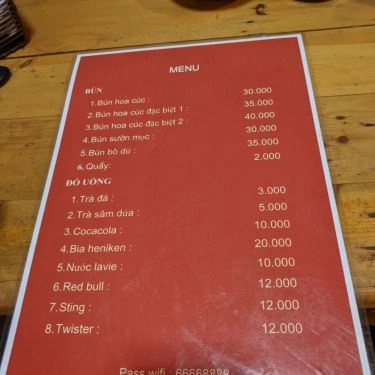 MENU
BÚN
1.Bún hoa cúc : 30.000
2.Bún hoa cúc đặc biệt 1 : 35.000
3.Bún hoa cúc đặc biệt 2 : 40.000
4.Bún sườn mọc : 30.000
5.Bún bò dừ : 35.000
6.Quẩy: 2.000
ĐỒ UỐNG
1.Trà đá : 3.000
2.Trà sâm dứa : 5.000
3.Cocacola : 10.000
4.Bia heniken : 20.000
5.Nước lavie : 10.000
6.Red bull : 12.000
7.Sting : 12.000
8.Twister : 12.000
Pass wifi : 66668888